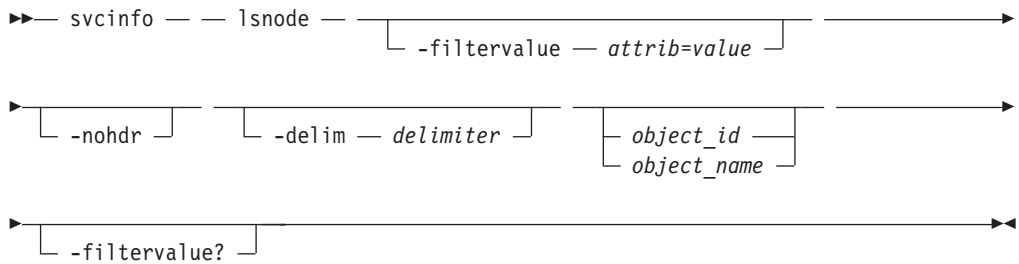 svcinfo lsnode
-filtervalue attrib=value
-nohdr -delim delimiter object_id
object_name
-filtervalue?